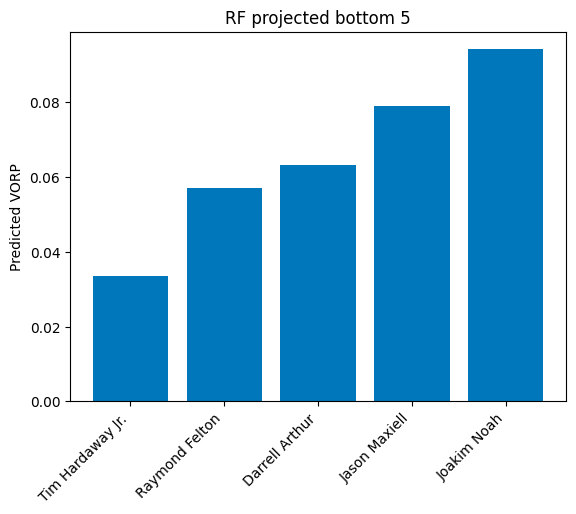 RF projected bottom 5
Predicted VORP
0.08
0.06
0.04
0.02
0.00
Tim Hardaway Jr.
Raymond Felton
Darrell Arthur
Jason Maxiell
Joakim Noah